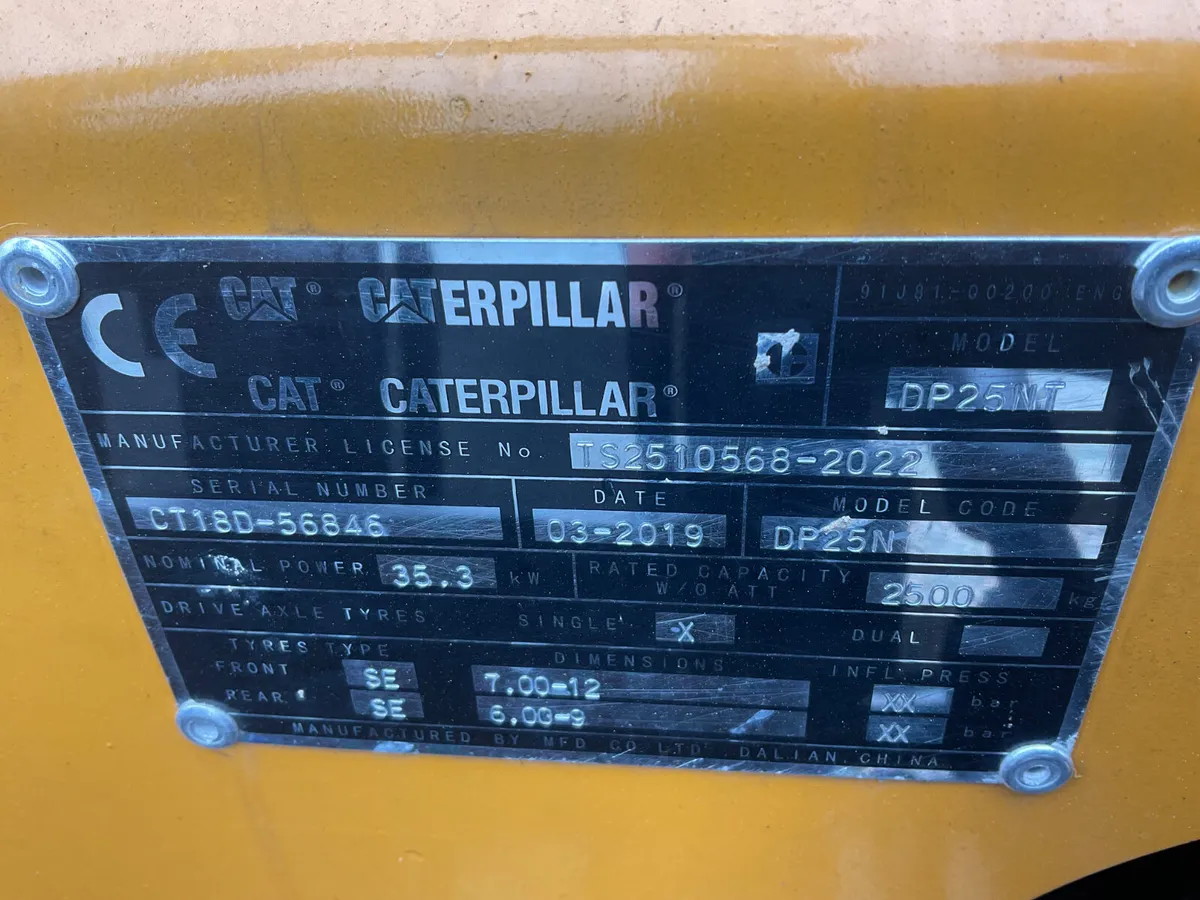 CE CAT® CATERPILLAR® 91J01-00200 (ENG
CAT® CATERPILLAR®
MODEL
DP25NT
MANUFACTURER LICENSE No. TS2510568-2022
SERIAL NUMBER DATE MODEL CODE
CT18D-56846 03-2019 DP25N
NOMINAL POWER 35.3 kW RATED CAPACITY W/O ATT 2500 kg
DRIVE AXLE TYRES SINGLE X DUAL
TYRES TYPE DIMENSIONS INFL.PRESS
FRONT SE 7.00-12 XX bar
REAR SE 6.00-9 XX bar
MANUFACTURED BY MFD CO LTD. DALIAN.CHINA